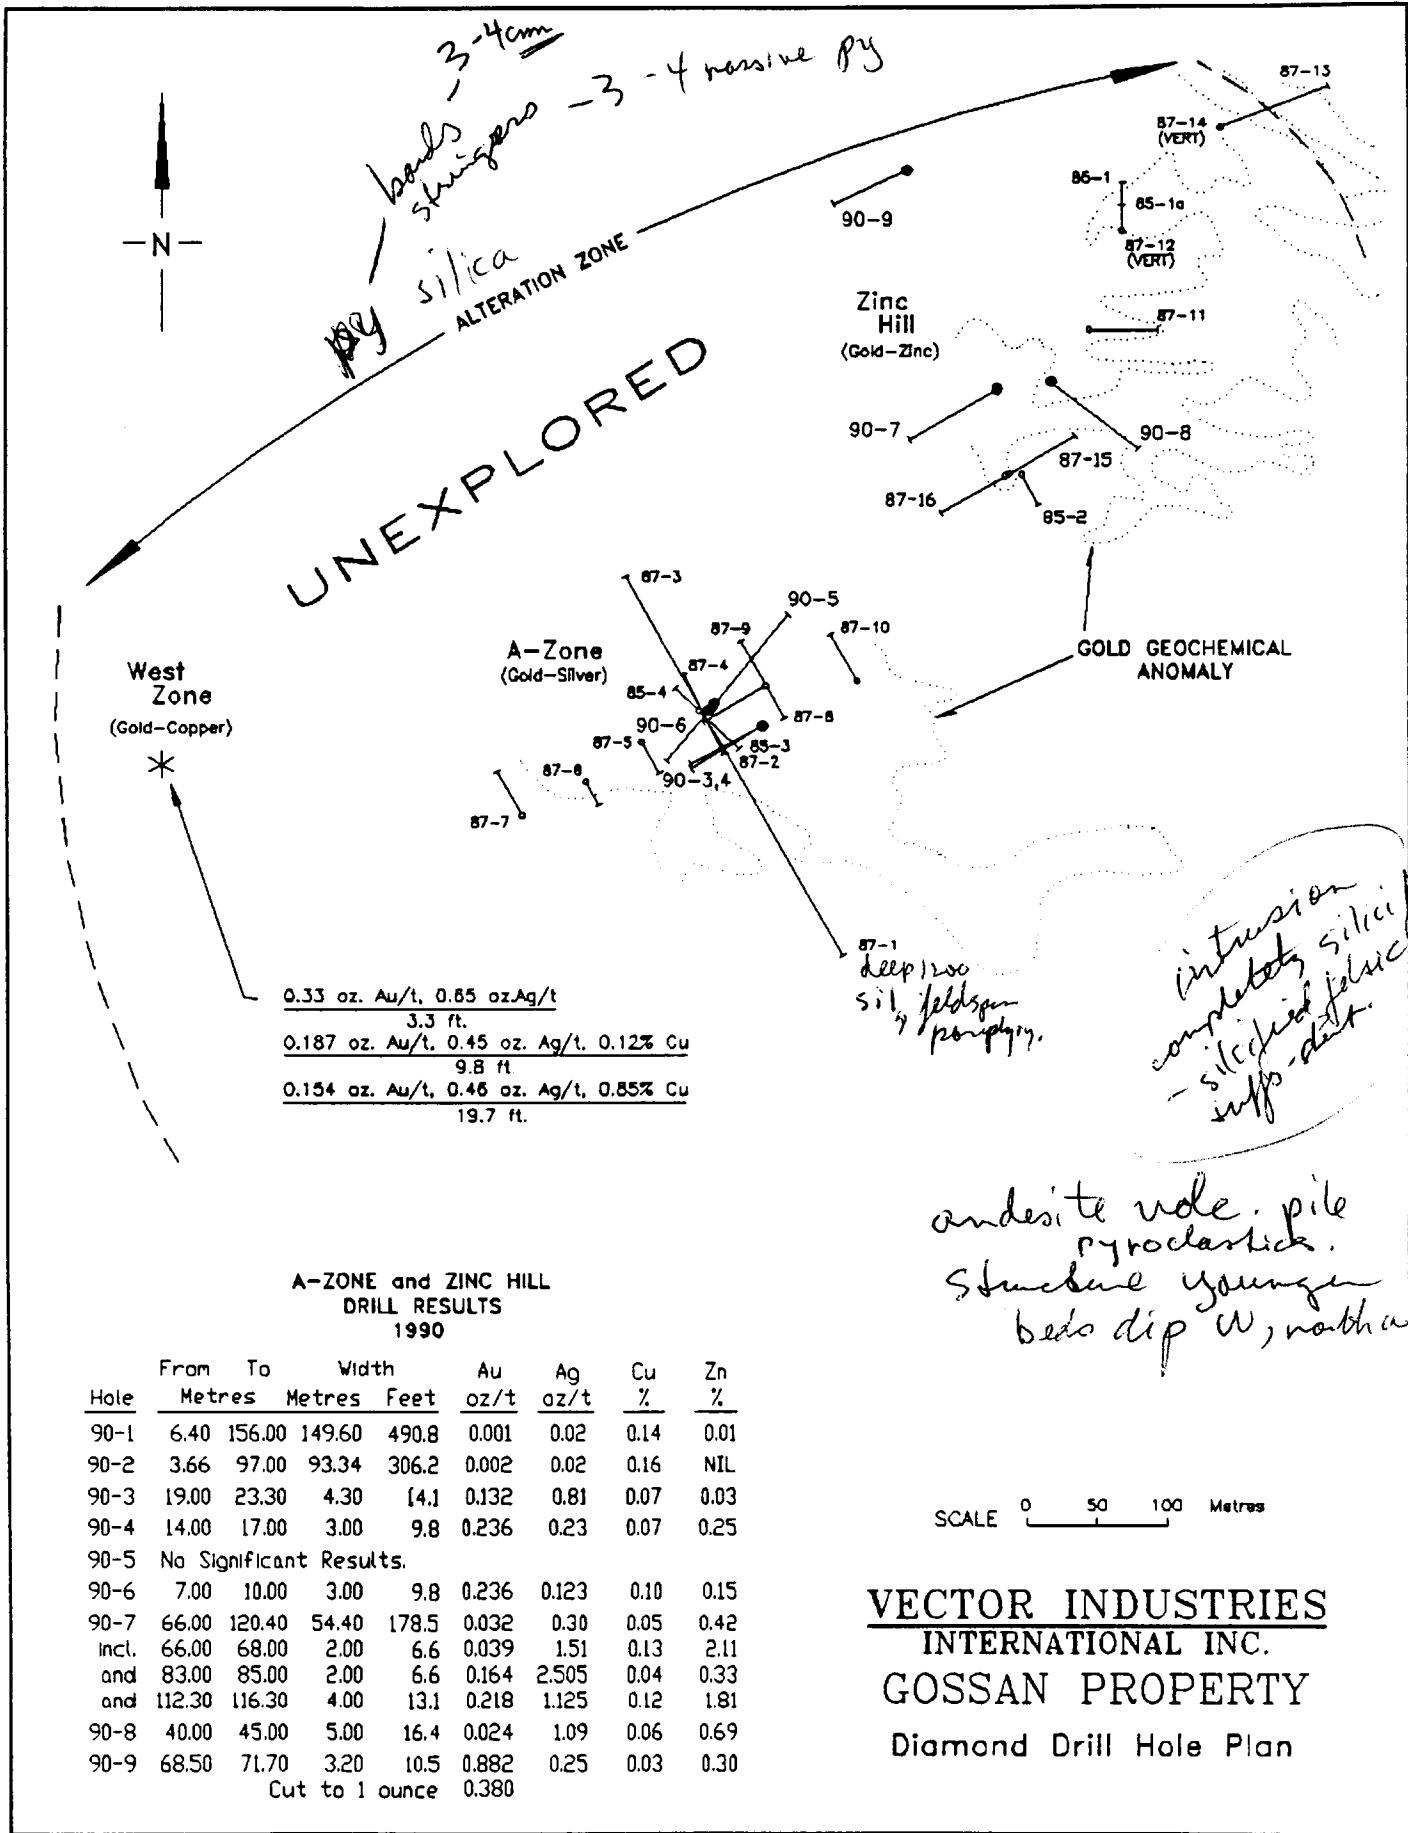 3-4cm
bands -
stringers - 3-4 massive py
py silica
N
ALTERATION ZONE
UNEXPLORED
87-13
87-14
(VERT)
86-1
85-1a
87-12
(VERT)
90-9
Zinc
Hill
(Gold-Zinc)
87-11
90-7
90-8
87-15
87-16
85-2
87-3
90-5
87-9
87-10
A-Zone
(Gold-Silver)
87-4
85-4
90-6
87-8
87-5
85-3
87-2
87-6
90-3,4
87-7
GOLD GEOCHEMICAL
ANOMALY
West
Zone
(Gold-Copper)
87-1
deep 1200
sil, feldspar
porphyry.
intrusion
completely silici
- silicified felsic
0.33 oz. Au/t, 0.65 oz.Ag/t
3.3 ft.
0.187 oz. Au/t. 0.45 oz. Ag/t. 0.12% Cu
9.8 ft
0.154 oz. Au/t, 0.46 oz. Ag/t, 0.85% Cu
19.7 ft.
andesite volc. pile
pyroclastics.
Structure younger
beds dip W,
A-ZONE and ZINC HILL
DRILL RESULTS
1990
From To Width Au Ag Cu Zn
Hole Metres Metres Feet oz/t oz/t % %
90-1 6.40 156.00 149.60 490.8 0.001 0.02 0.14 0.01
90-2 3.66 97.00 93.34 306.2 0.002 0.02 0.16 NIL
90-3 19.00 23.30 4.30 14.1 0.132 0.81 0.07 0.03
90-4 14.00 17.00 3.00 9.8 0.236 0.23 0.07 0.25
90-5 No Significant Results.
90-6 7.00 10.00 3.00 9.8 0.236 0.123 0.10 0.15
90-7 66.00 120.40 54.40 178.5 0.032 0.30 0.05 0.42
incl. 66.00 68.00 2.00 6.6 0.039 1.51 0.13 2.11
and 83.00 85.00 2.00 6.6 0.164 2.505 0.04 0.33
and 112.30 116.30 4.00 13.1 0.218 1.125 0.12 1.81
90-8 40.00 45.00 5.00 16.4 0.024 1.09 0.06 0.69
90-9 68.50 71.70 3.20 10.5 0.882 0.25 0.03 0.30
Cut to 1 ounce 0.380
SCALE 0 50 100 Metres
VECTOR INDUSTRIES
INTERNATIONAL INC.
GOSSAN PROPERTY
Diamond Drill Hole Plan